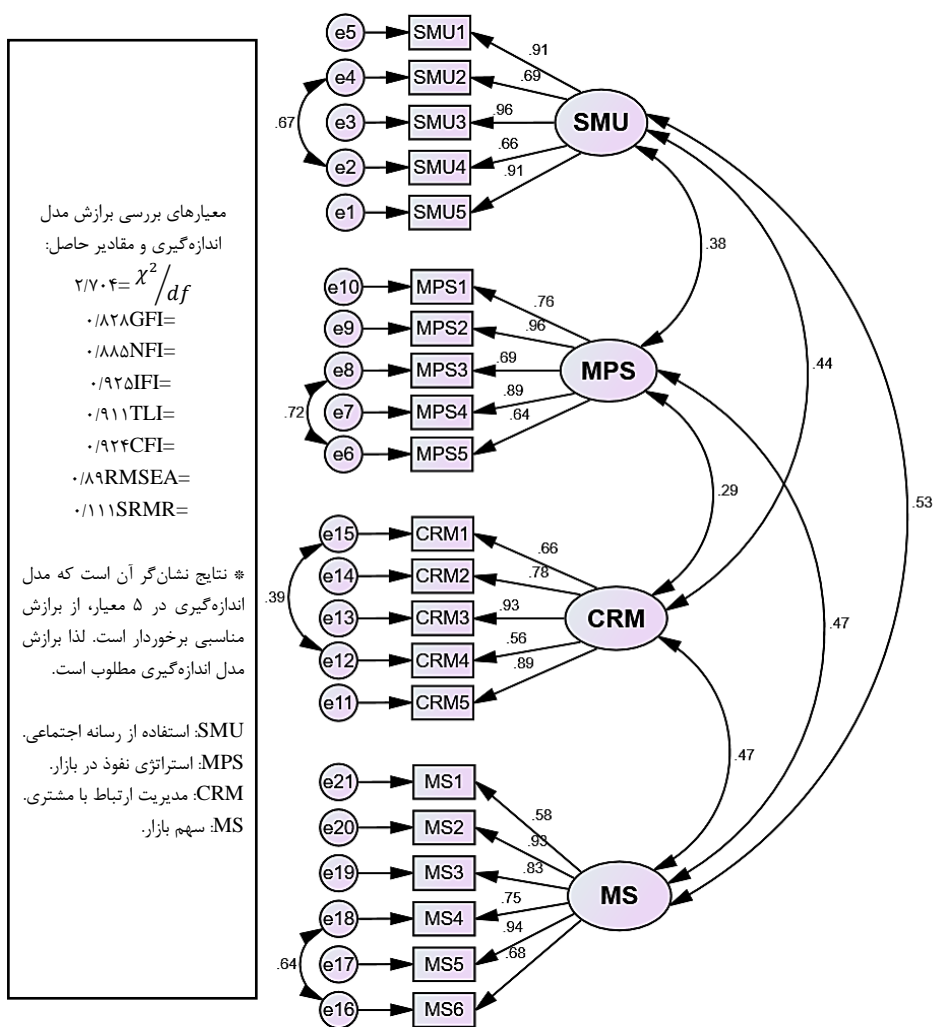 معیارهای بررسی برازش مدل
اندازه‌گیری و مقادیر حاصل:
۲/۷۰۴= χ²/df
۰/۸۲۸GFI=
۰/۸۸۵NFI=
۰/۹۲۵IFI=
۰/۹۱۱TLI=
۰/۹۲۴CFI=
۰/۸۹RMSEA=
۰/۱۱۱SRMR=
* نتایج نشان‌گر آن است که مدل
اندازه‌گیری در ۵ معیار، از برازش
مناسبی برخوردار است. لذا برازش
مدل اندازه‌گیری مطلوب است.
SMU: استفاده از رسانه اجتماعی.
MPS: استراتژی نفوذ در بازار.
CRM: مدیریت ارتباط با مشتری.
MS: سهم بازار.
e5 SMU1 .91
e4 SMU2 .69
e3 SMU3 .96
e2 SMU4 .66
e1 SMU5 .91
.67
SMU
.38
e10 MPS1 .76
e9 MPS2 .96
e8 MPS3 .69
e7 MPS4 .89
e6 MPS5 .64
.72
MPS
.44
.29
.53
e15 CRM1 .66
e14 CRM2 .78
e13 CRM3 .93
e12 CRM4 .56
e11 CRM5 .89
.39
CRM
.47
.47
e21 MS1 .58
e20 MS2 .93
e19 MS3 .83
e18 MS4 .75
e17 MS5 .94
e16 MS6 .68
.64
MS